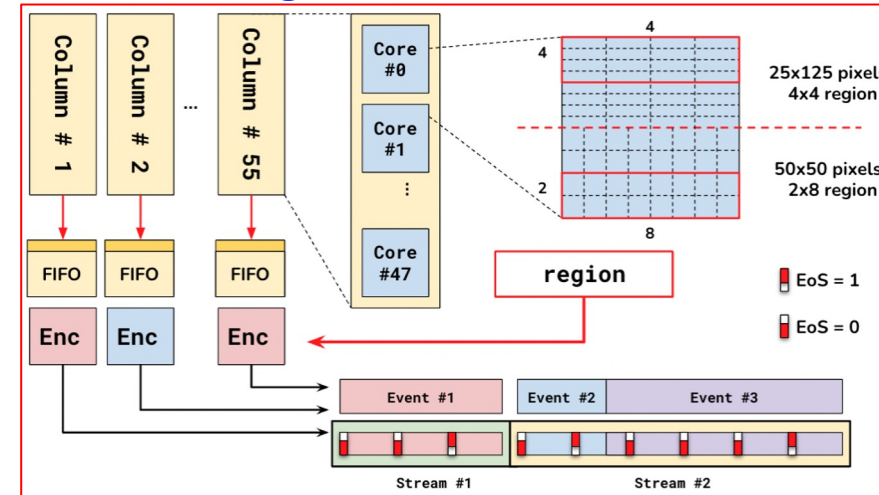 Column # 1
Column # 2
...
Column # 55
Core
#0
Core
#1
⋮
Core
#47
4
4
2
8
25x125 pixels
4x4 region
50x50 pixels
2x8 region
FIFO
FIFO
FIFO
region
EoS = 1
EoS = 0
Enc
Enc
Enc
Event #1
Event #2
Event #3
Stream #1
Stream #2